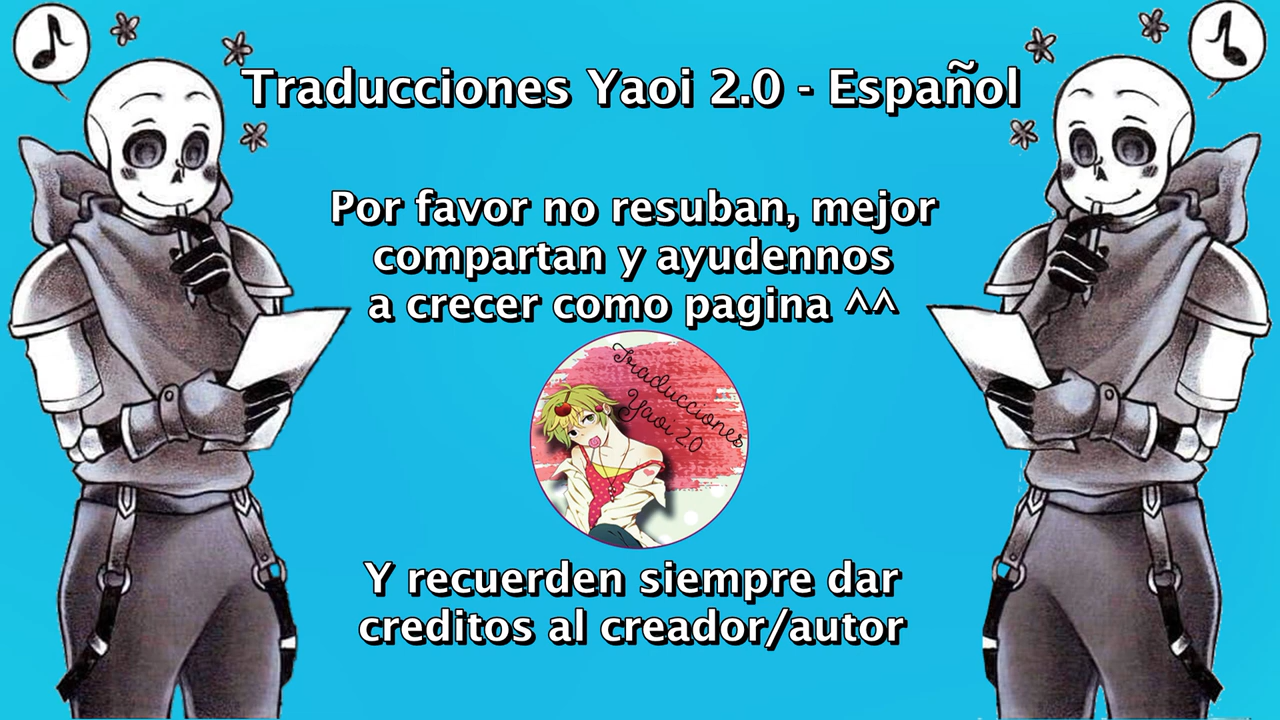 Traducciones Yaoi 2.0 - Español
Por favor no resuban, mejor
compartan y ayudennos
a crecer como pagina ^^
Traducciones
Yaoi 2.0
Y recuerden siempre dar
creditos al creador/autor